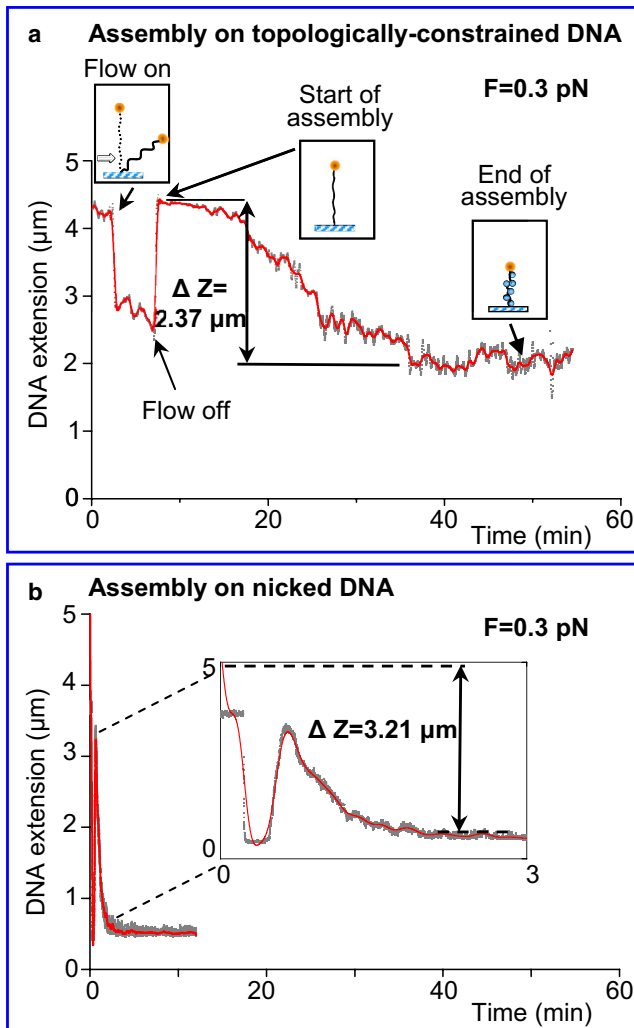 a Assembly on topologically-constrained DNA
Flow on
F=0.3 pN
Start of
assembly
End of
assembly
5
4
3
2
1
0
DNA extension (µm)
Δ Z=
2.37 µm
Flow off
0
20
40
60
Time (min)
b Assembly on nicked DNA
F=0.3 pN
5
4
3
2
1
0
DNA extension (µm)
5
0
Δ Z=3.21 µm
0
3
0
20
40
60
Time (min)